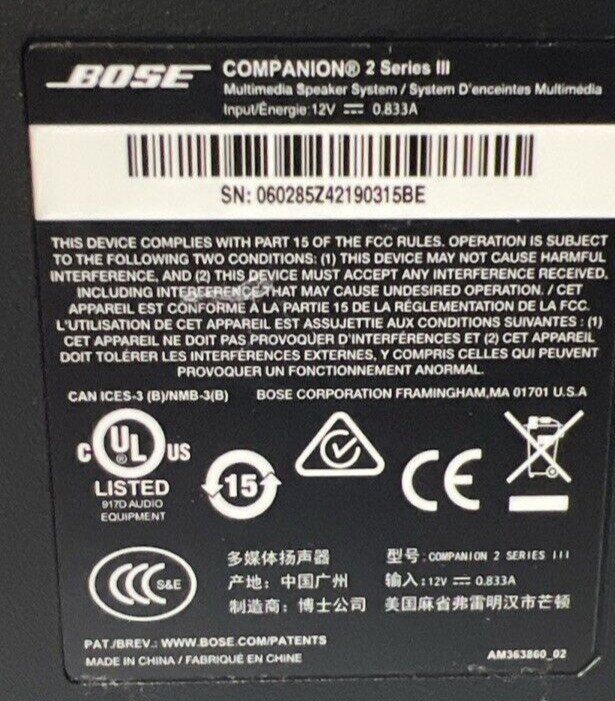 BOSE
COMPANION® 2 Series III
Multimedia Speaker System / System D'enceintes Multimédia
Input/Énergie: 12V ⎓ 0.833A
SN: 060285Z42190315BE
THIS DEVICE COMPLIES WITH PART 15 OF THE FCC RULES. OPERATION IS SUBJECT
TO THE FOLLOWING TWO CONDITIONS: (1) THIS DEVICE MAY NOT CAUSE HARMFUL
INTERFERENCE, AND (2) THIS DEVICE MUST ACCEPT ANY INTERFERENCE RECEIVED,
INCLUDING INTERFERENCE THAT MAY CAUSE UNDESIRED OPERATION. / CET
APPAREIL EST CONFORME À LA PARTIE 15 DE LA RÉGLEMENTATION DE LA FCC.
L'UTILISATION DE CET APPAREIL EST ASSUJETTIE AUX CONDITIONS SUIVANTES : (1)
CET APPAREIL NE DOIT PAS PROVOQUER D'INTERFÉRENCES ET (2) CET APPAREIL
DOIT TOLÉRER LES INTERFÉRENCES EXTERNES, Y COMPRIS CELLES QUI PEUVENT
PROVOQUER UN FONCTIONNEMENT ANORMAL.
CAN ICES-3 (B)/NMB-3(B) BOSE CORPORATION FRAMINGHAM,MA 01701 U.S.A
C UL ® US
LISTED
917D AUDIO
EQUIPMENT
15
CE
CCC S&E
多媒体扬声器 型号: COMPANION 2 SERIES III
产地: 中国广州 输入: 12V ⎓ 0.833A
制造商: 博士公司 美国麻省弗雷明汉市芒顿
PAT./BREV.: WWW.BOSE.COM/PATENTS
MADE IN CHINA / FABRIQUÉ EN CHINE AM363860_02